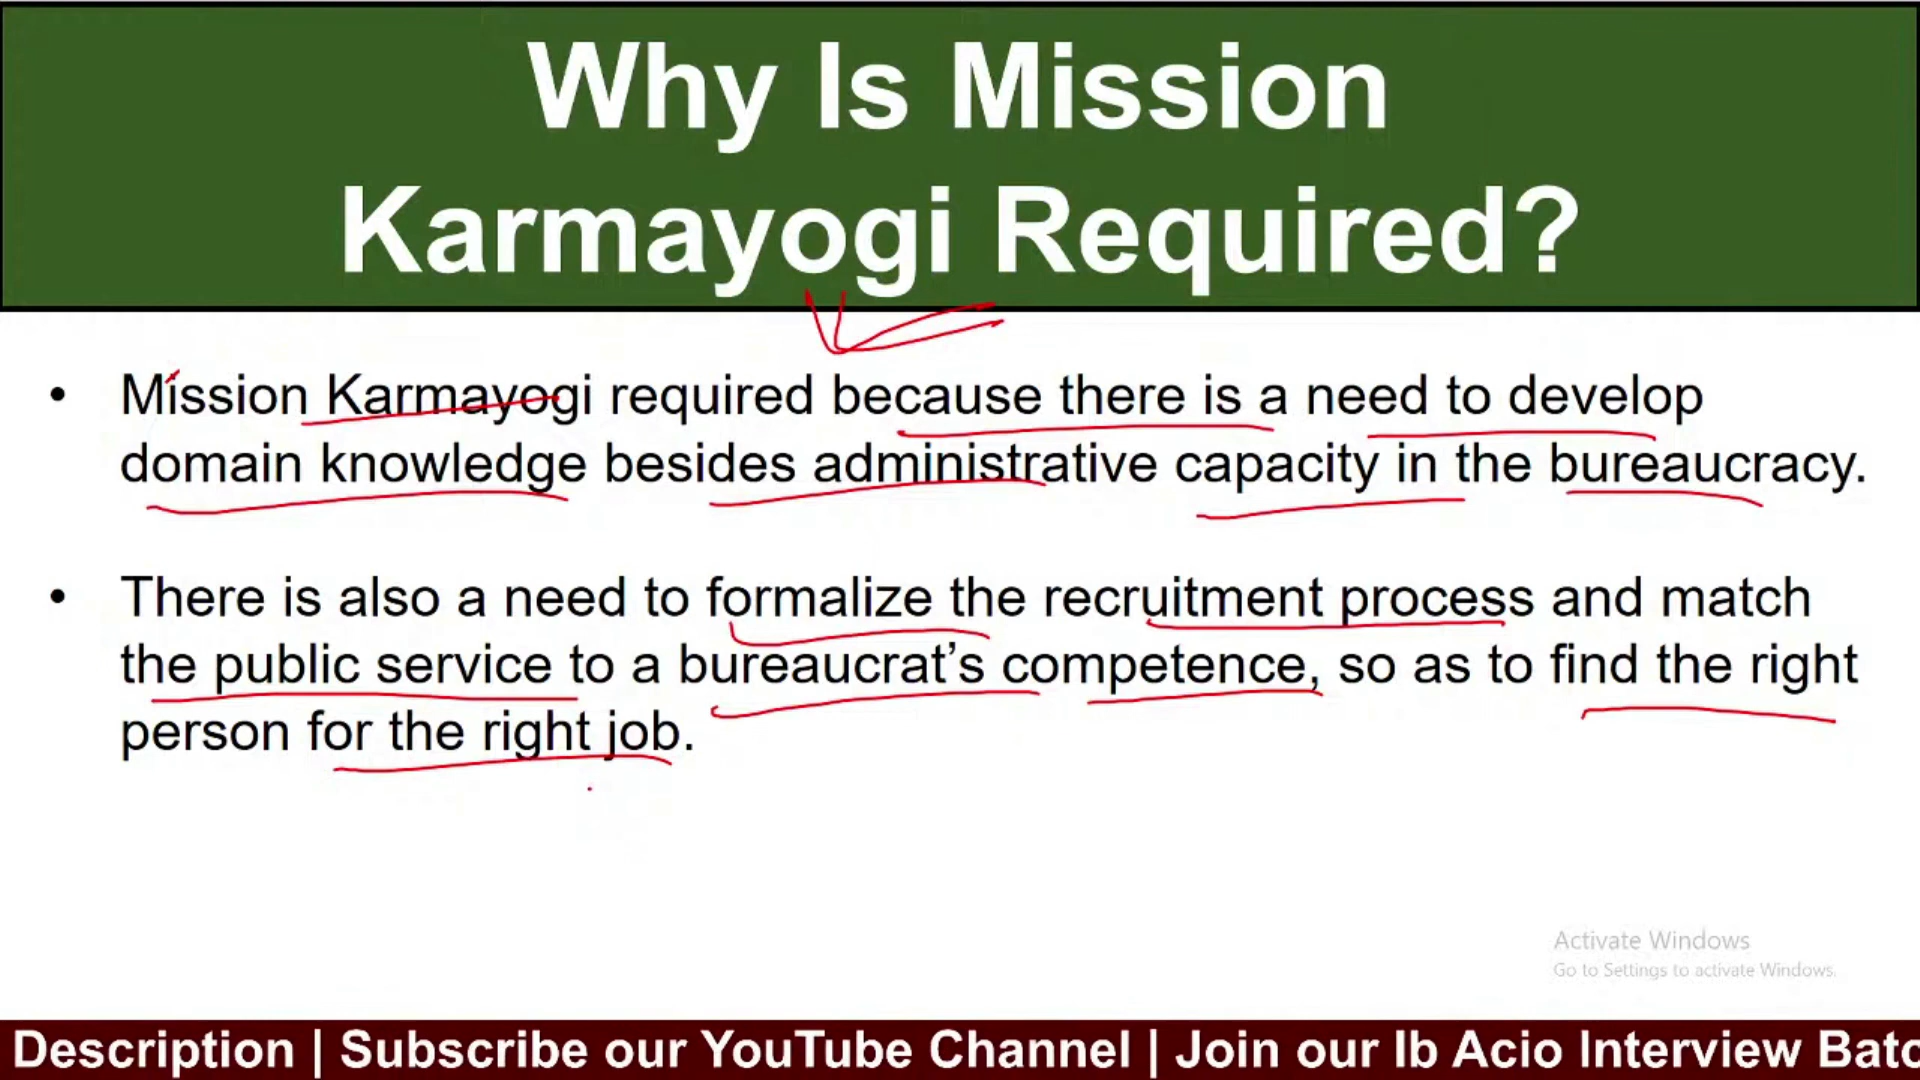 Why Is Mission
Karmayogi Required?
• Mission Karmayogi required because there is a need to develop
domain knowledge besides administrative capacity in the bureaucracy.
• There is also a need to formalize the recruitment process and match
the public service to a bureaucrat’s competence, so as to find the right
person for the right job.
Activate Windows
Go to Settings to activate Windows.
Description | Subscribe our YouTube Channel | Join our Ib Acio Interview Batc